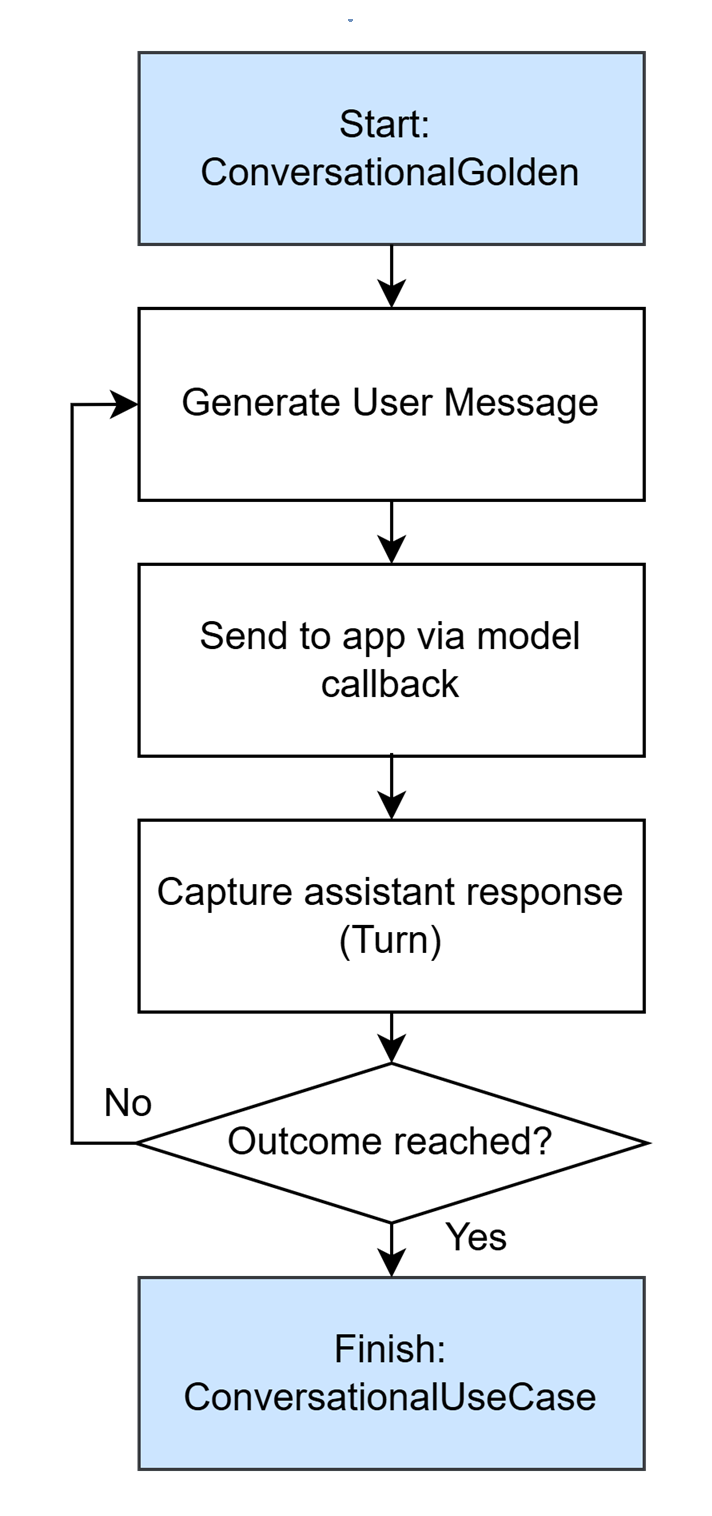 Start:
ConversationalGolden
Generate User Message
Send to app via model
callback
Capture assistant response
(Turn)
No
Outcome reached?
Yes
Finish:
ConversationalUseCase